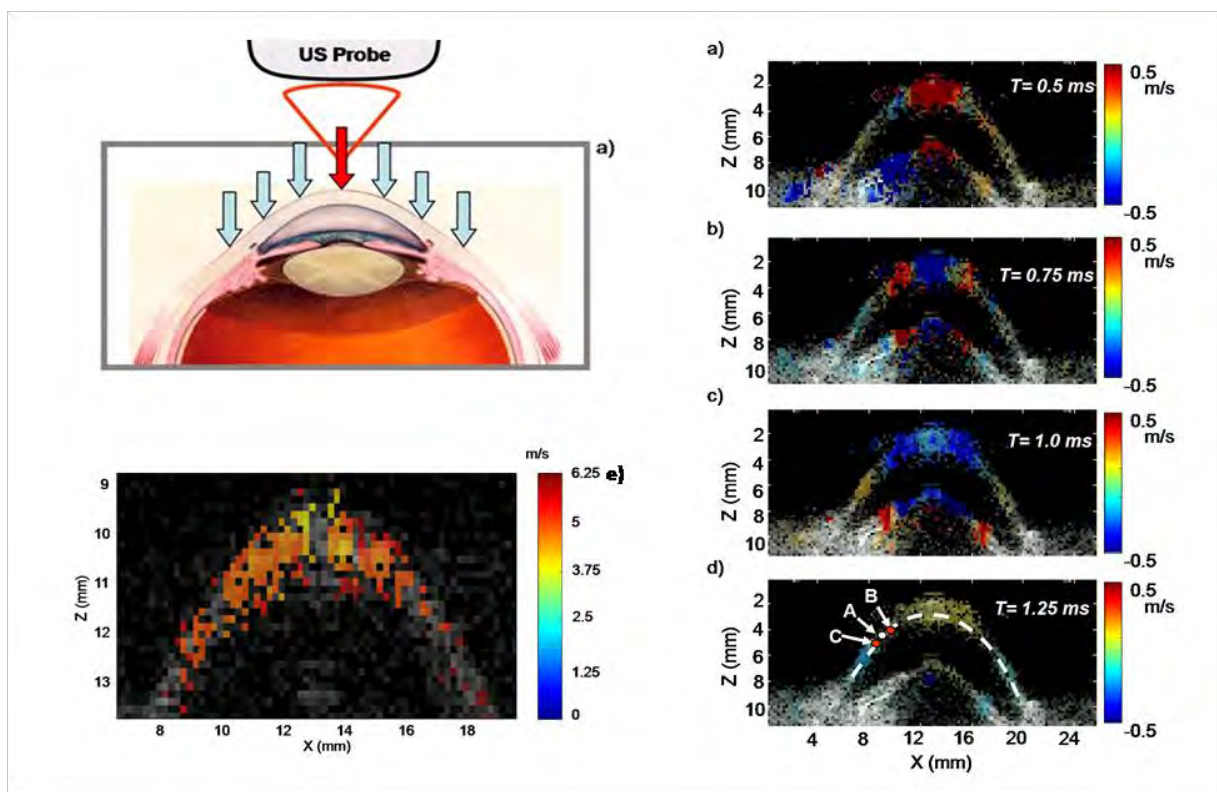 US Probe
a)
m/s
e)
9
10
11
12
13
Z (mm)
8
10
12
14
16
18
X (mm)
6.25
5
3.75
2.5
1.25
0
a)
T= 0.5 ms
2
4
6
8
10
Z (mm)
0.5
m/s
-0.5
b)
T= 0.75 ms
2
4
6
8
10
Z (mm)
0.5
m/s
-0.5
c)
T= 1.0 ms
2
4
6
8
10
Z (mm)
0.5
m/s
-0.5
d)
T= 1.25 ms
A
B
C
2
4
6
8
10
Z (mm)
0.5
m/s
-0.5
4
8
12
16
20
24
X (mm)